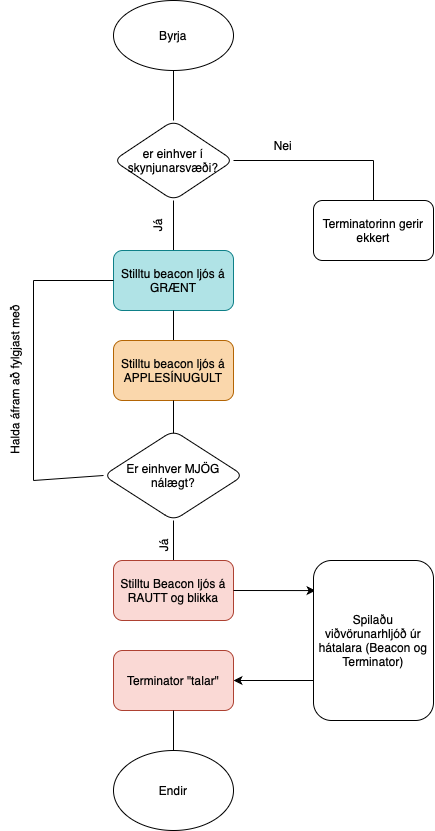 Byrja
er einhver í
skynjunarsvæði?
Nei
Terminatorinn gerir
ekkert
Já
Stilltu beacon ljós á
GRÆNT
Halda áfram að fylgjast með
Stilltu beacon ljós á
APPLESÍNUGULT
Er einhver MJÖG
nálægt?
Já
Stilltu Beacon ljós á
RAUTT og blikka
Spilaðu
viðvörunarhljóð úr
hátalara (Beacon og
Terminator)
Terminator "talar"
Endir